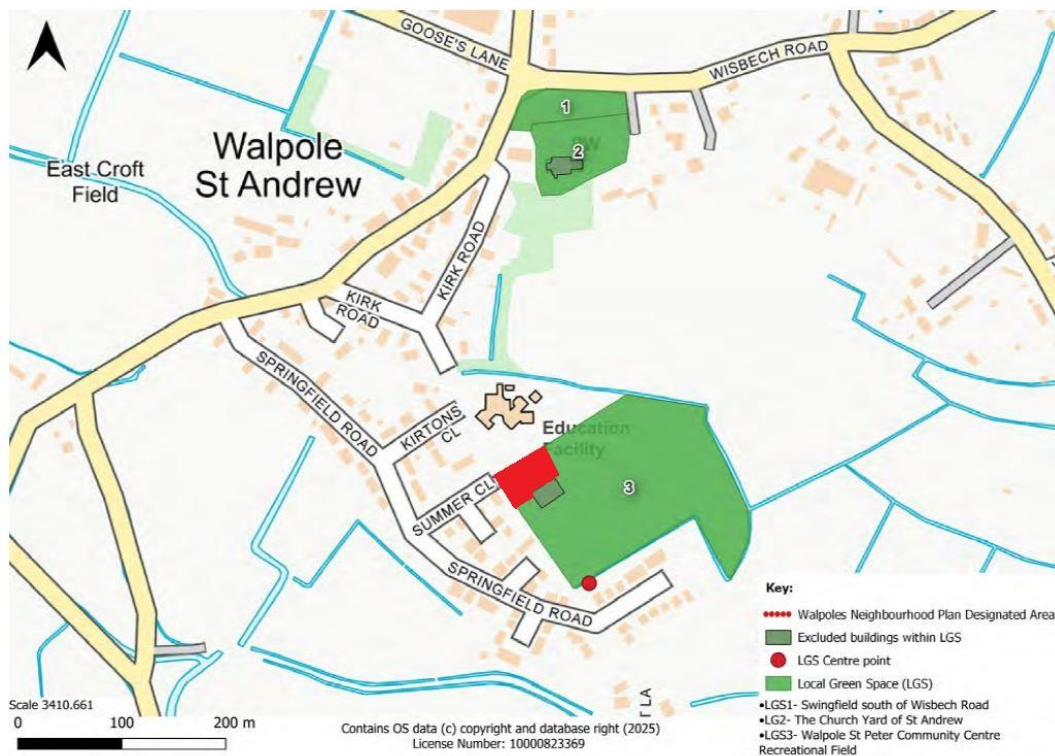 GOOSE'S LANE
WISBECH ROAD
1
2
Walpole
St Andrew
East Croft
Field
KIRK ROAD
KIRK
ROAD
SPRINGFIELD ROAD
KIRTONS
CL
Education
Facility
SUMMER CL
3
SPRINGFIELD ROAD
Key:
Walpoles Neighbourhood Plan Designated Area
Excluded buildings within LGS
LGS Centre point
Local Green Space (LGS)
•LGS1- Swingfield south of Wisbech Road
•LG2- The Church Yard of St Andrew
•LGS3- Walpole St Peter Community Centre
Recreational Field
Scale 3410.661
0 100 200 m
Contains OS data (c) copyright and database right (2025)
License Number: 10000823369